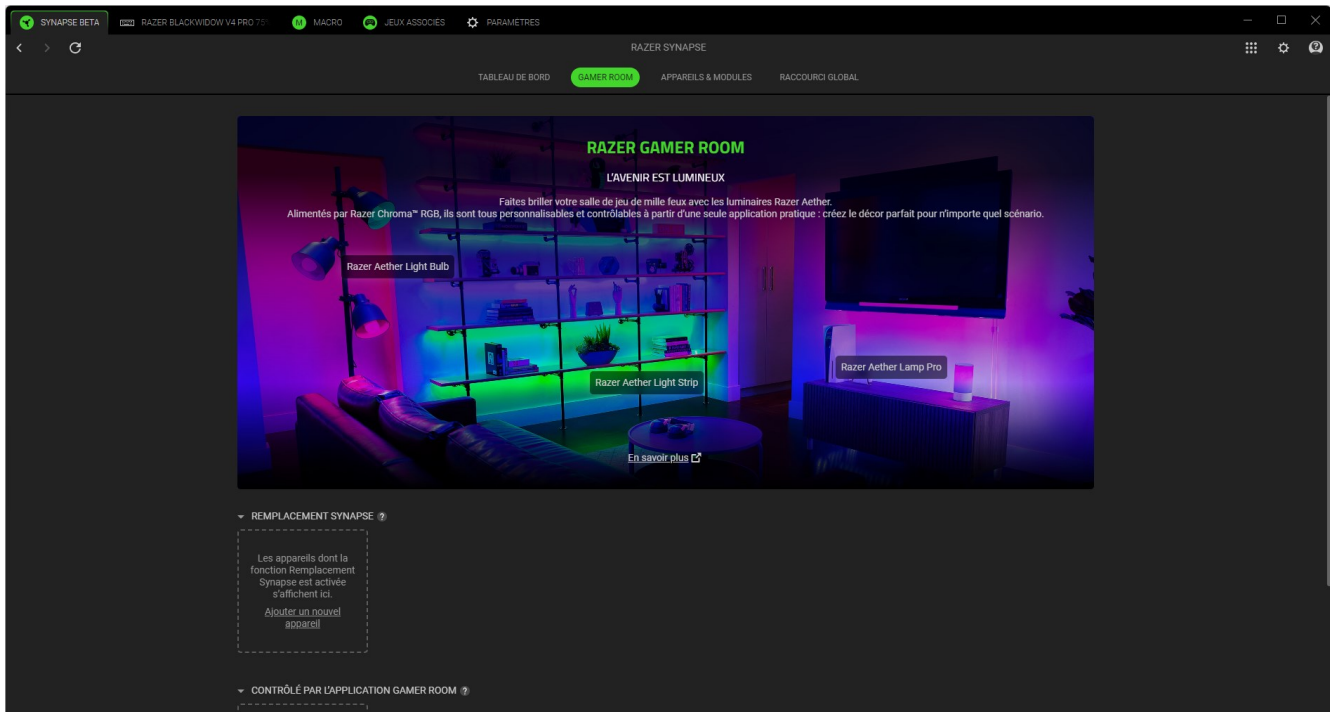 SYNAPSE BETA
RAZER BLACKWIDOW V4 PRO 75%
MACRO
JEUX ASSOCIÉS
PARAMÈTRES
RAZER SYNAPSE
TABLEAU DE BORD
GAMER ROOM
APPAREILS & MODULES
RACCOURCI GLOBAL
RAZER GAMER ROOM
L'AVENIR EST LUMINEUX
Faites briller votre salle de jeu de mille feux avec les luminaires Razer Aether.
Alimentés par Razer Chroma™ RGB, ils sont tous personnalisables et contrôlables à partir d'une seule application pratique : créez le décor parfait pour n'importe quel scénario.
Razer Aether Light Bulb
Razer Aether Lamp Pro
Razer Aether Light Strip
En savoir plus
REMPLACEMENT SYNAPSE ?
Les appareils dont la
fonction Remplacement
Synapse est activée
s'affichent ici.
Ajouter un nouvel
appareil
CONTRÔLÉ PAR L'APPLICATION GAMER ROOM ?